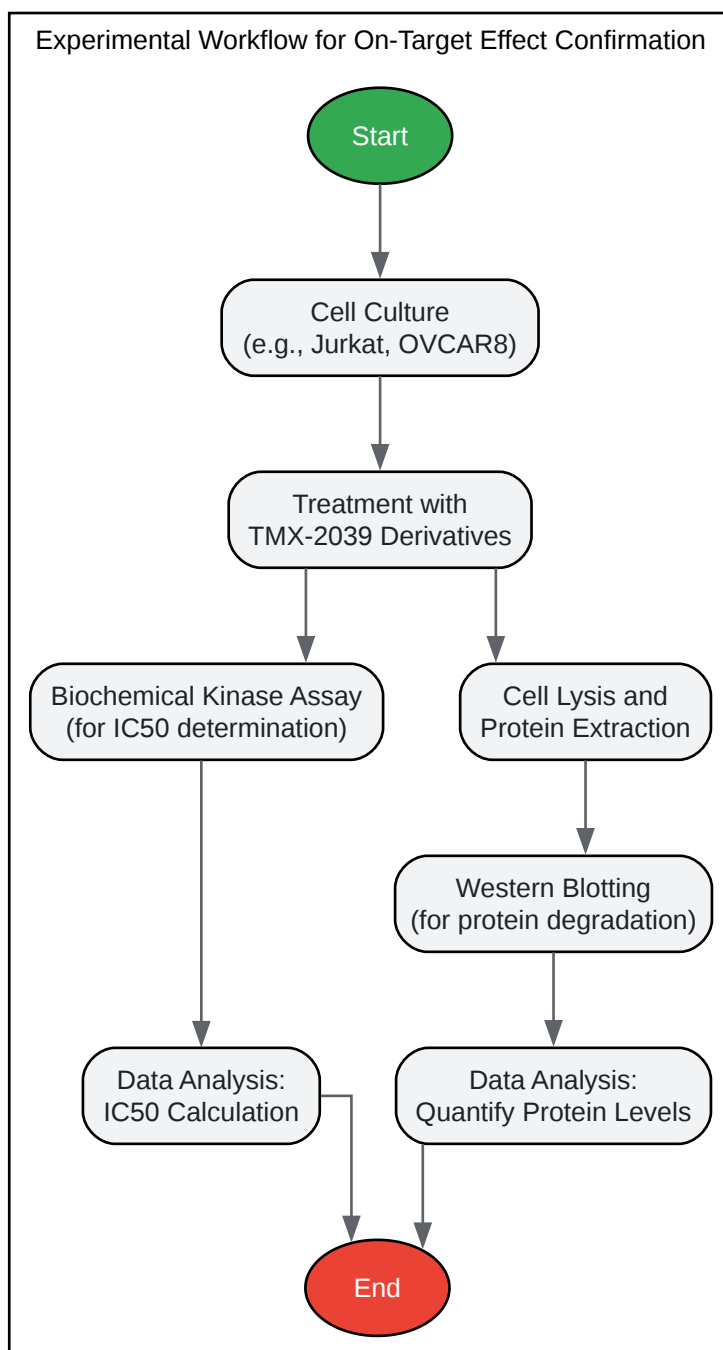 Experimental Workflow for On-Target Effect Confirmation
Start
Cell Culture
(e.g., Jurkat, OVCAR8)
Treatment with
TMX-2039 Derivatives
Biochemical Kinase Assay
(for IC50 determination)
Cell Lysis and
Protein Extraction
Western Blotting
(for protein degradation)
Data Analysis:
IC50 Calculation
Data Analysis:
Quantify Protein Levels
End